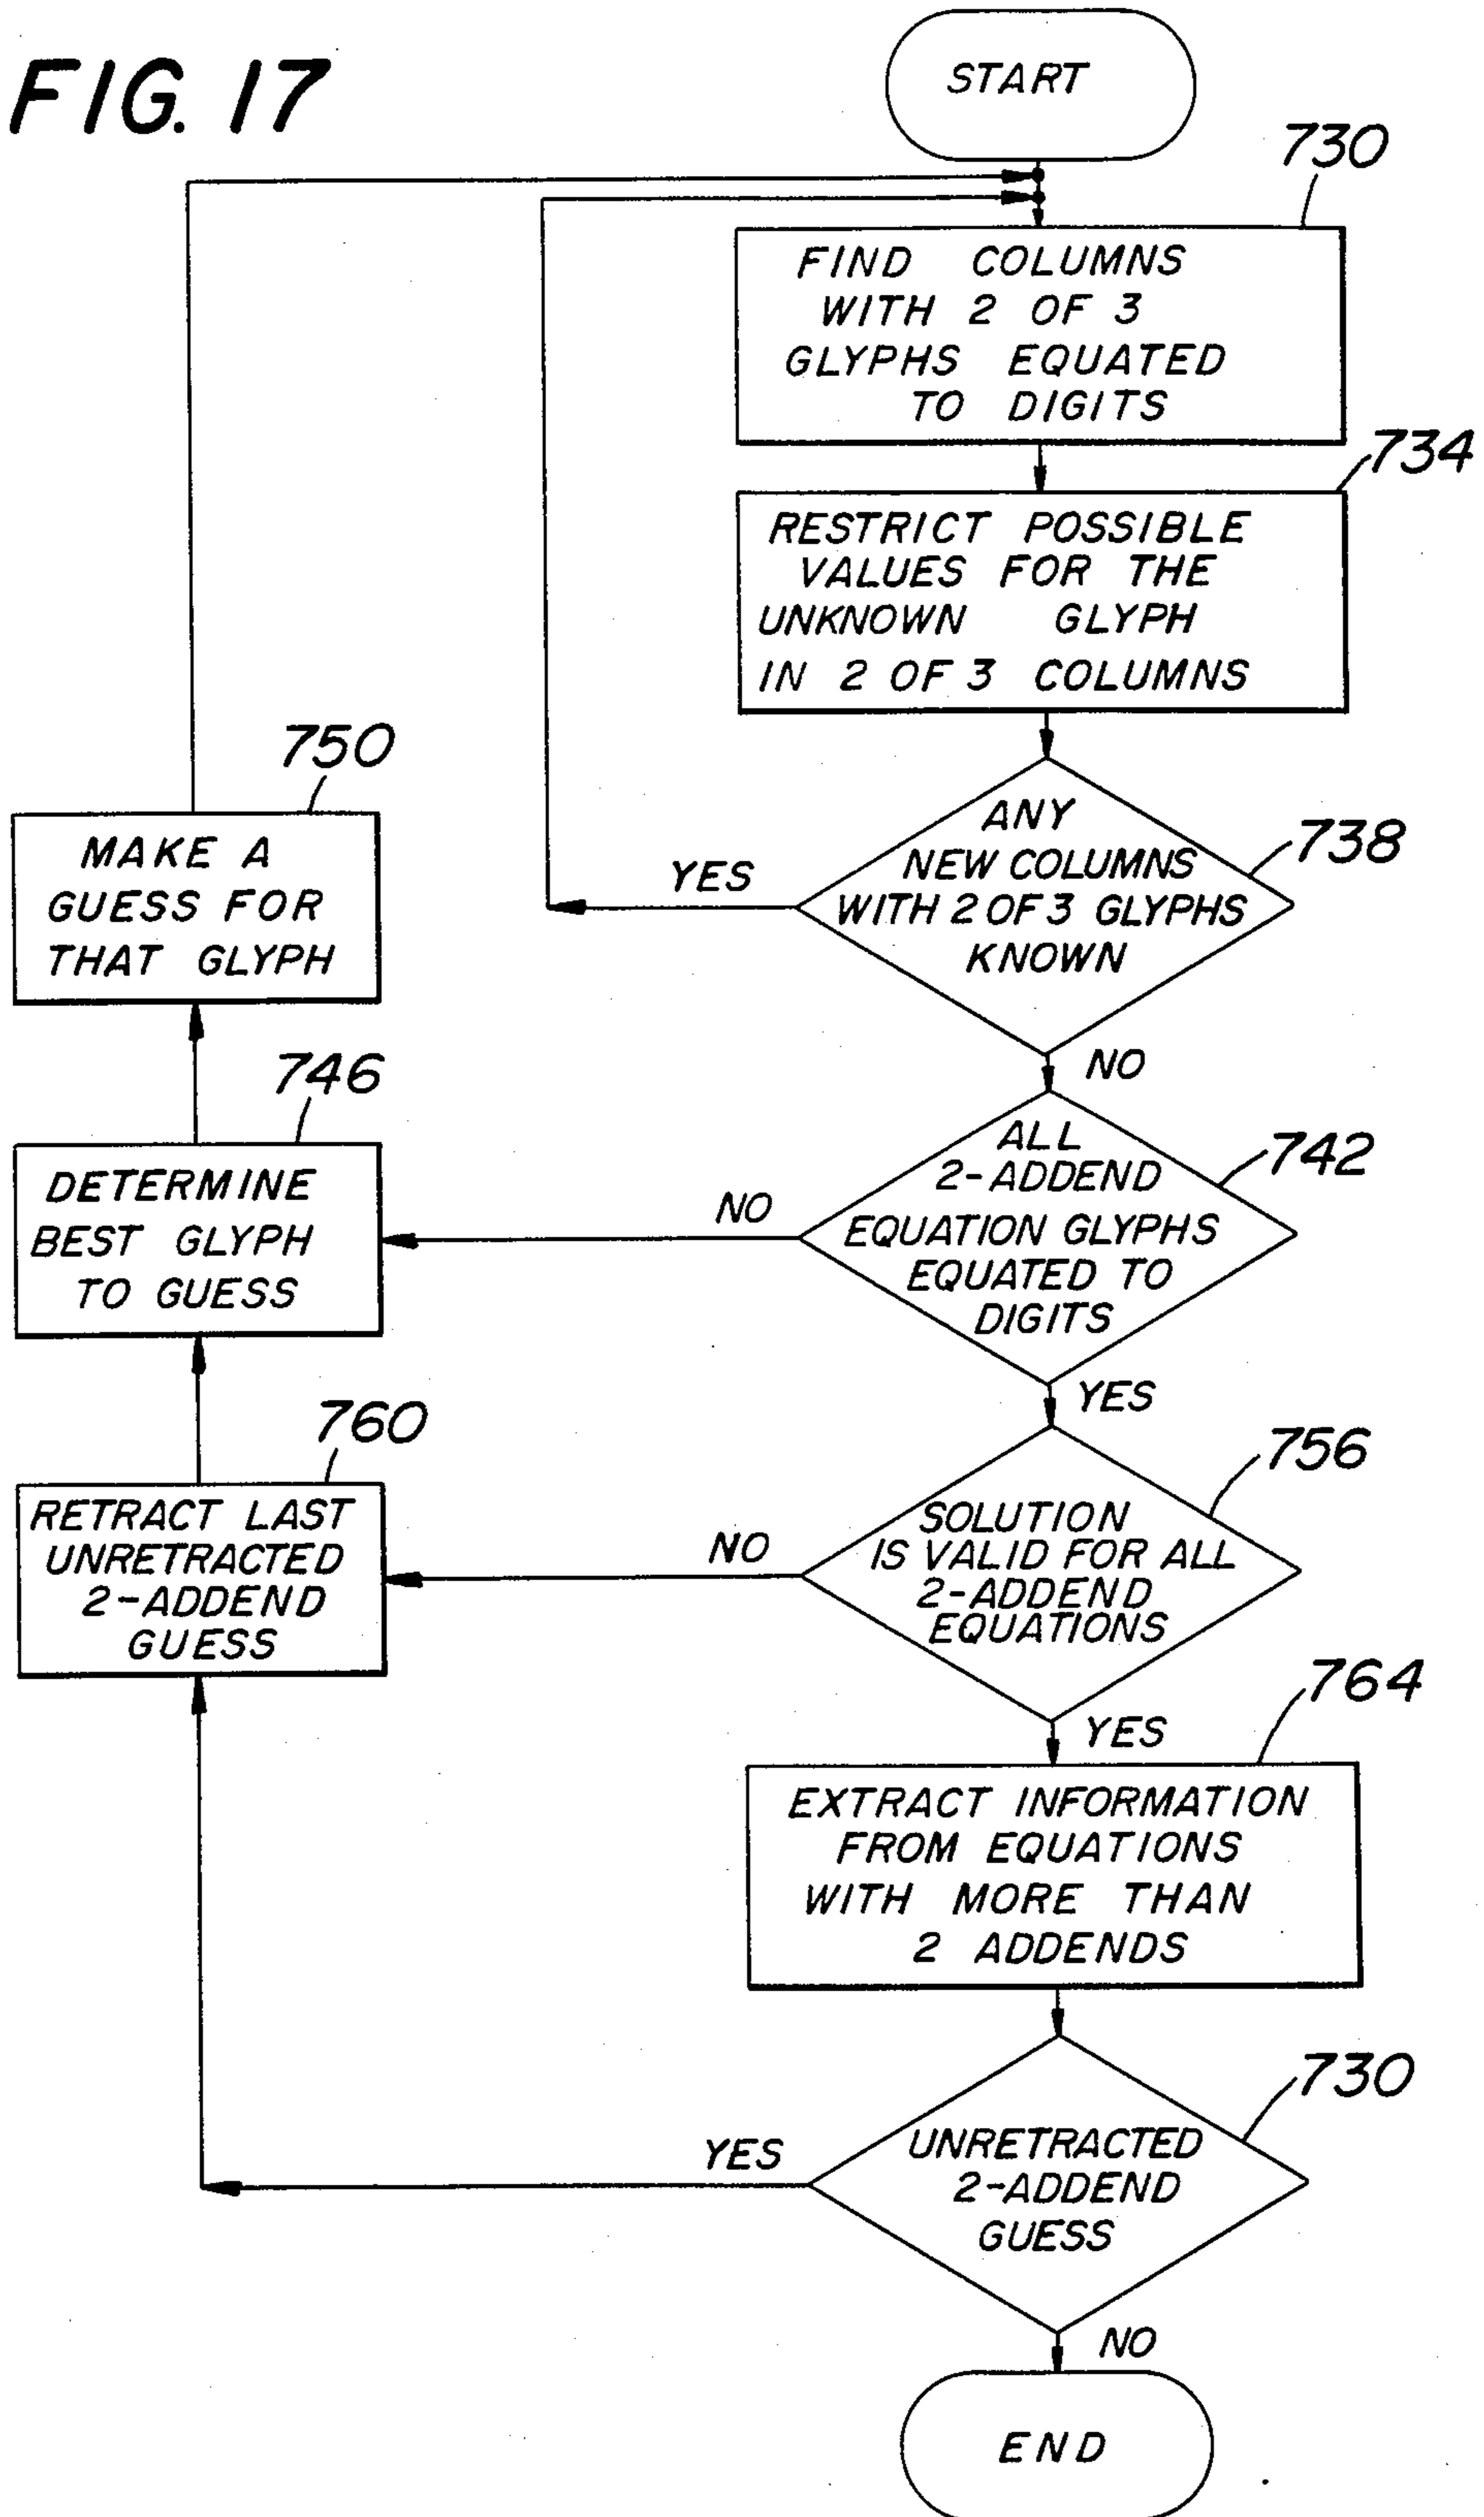 FIG. 17
START
730
FIND COLUMNS
WITH 2 OF 3
GLYPHS EQUATED
TO DIGITS
734
RESTRICT POSSIBLE
VALUES FOR THE
UNKNOWN GLYPH
IN 2 OF 3 COLUMNS
738
ANY
NEW COLUMNS
WITH 2 OF 3 GLYPHS
KNOWN
YES
NO
750
MAKE A
GUESS FOR
THAT GLYPH
746
DETERMINE
BEST GLYPH
TO GUESS
742
ALL
2-ADDEND
EQUATION GLYPHS
EQUATED TO
DIGITS
NO
YES
760
RETRACT LAST
UNRETRACTED
2-ADDEND
GUESS
756
SOLUTION
IS VALID FOR ALL
2-ADDEND
EQUATIONS
NO
YES
764
EXTRACT INFORMATION
FROM EQUATIONS
WITH MORE THAN
2 ADDENDS
730
UNRETRACTED
2-ADDEND
GUESS
YES
NO
END